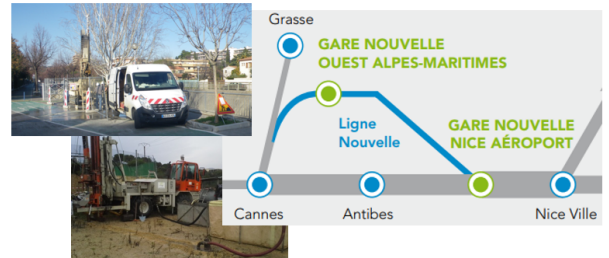 Grasse
GARE NOUVELLE
OUEST ALPES-MARITIMES
Ligne
Nouvelle
GARE NOUVELLE
NICE AÉROPORT
Cannes
Antibes
Nice Ville